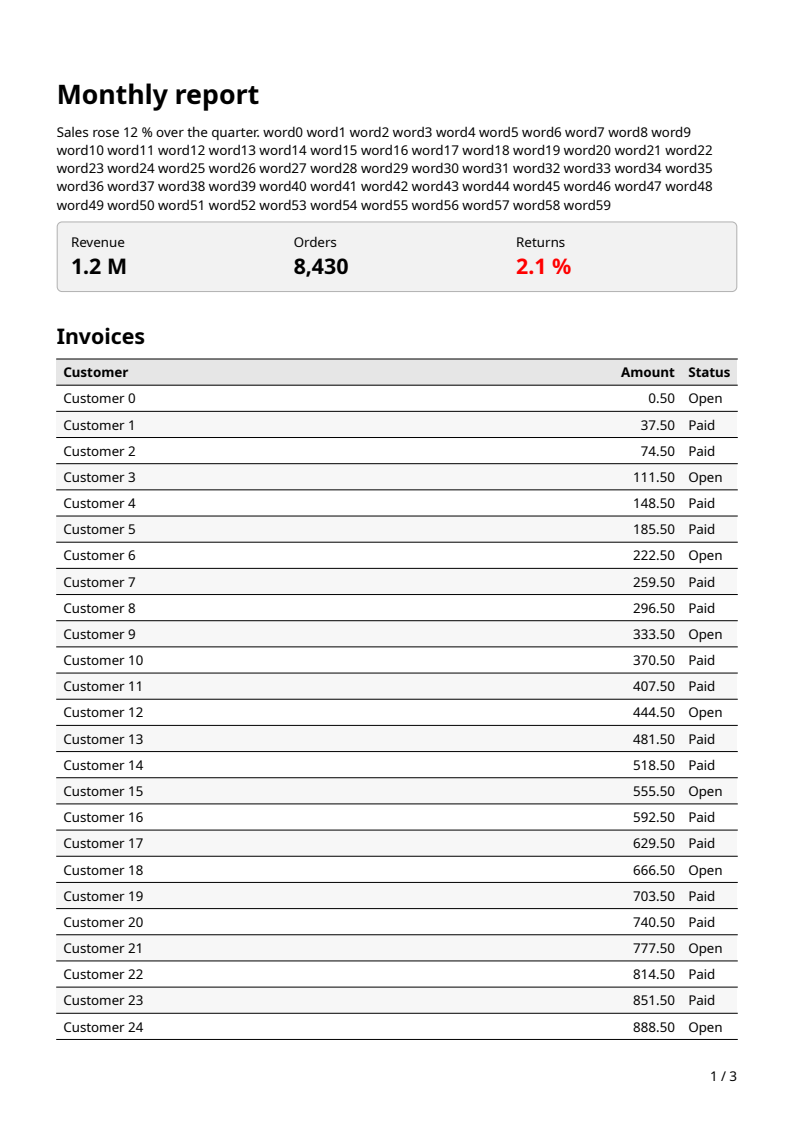 Monthly report
Sales rose 12 % over the quarter. word0 word1 word2 word3 word4 word5 word6 word7 word8 word9
word10 word11 word12 word13 word14 word15 word16 word17 word18 word19 word20 word21 word22
word23 word24 word25 word26 word27 word28 word29 word30 word31 word32 word33 word34 word35
word36 word37 word38 word39 word40 word41 word42 word43 word44 word45 word46 word47 word48
word49 word50 word51 word52 word53 word54 word55 word56 word57 word58 word59
Revenue Orders Returns
1.2 M 8,430 2.1 %
Invoices
Customer Amount Status
Customer 0 0.50 Open
Customer 1 37.50 Paid
Customer 2 74.50 Paid
Customer 3 111.50 Open
Customer 4 148.50 Paid
Customer 5 185.50 Paid
Customer 6 222.50 Open
Customer 7 259.50 Paid
Customer 8 296.50 Paid
Customer 9 333.50 Open
Customer 10 370.50 Paid
Customer 11 407.50 Paid
Customer 12 444.50 Open
Customer 13 481.50 Paid
Customer 14 518.50 Paid
Customer 15 555.50 Open
Customer 16 592.50 Paid
Customer 17 629.50 Paid
Customer 18 666.50 Open
Customer 19 703.50 Paid
Customer 20 740.50 Paid
Customer 21 777.50 Open
Customer 22 814.50 Paid
Customer 23 851.50 Paid
Customer 24 888.50 Open
1 / 3